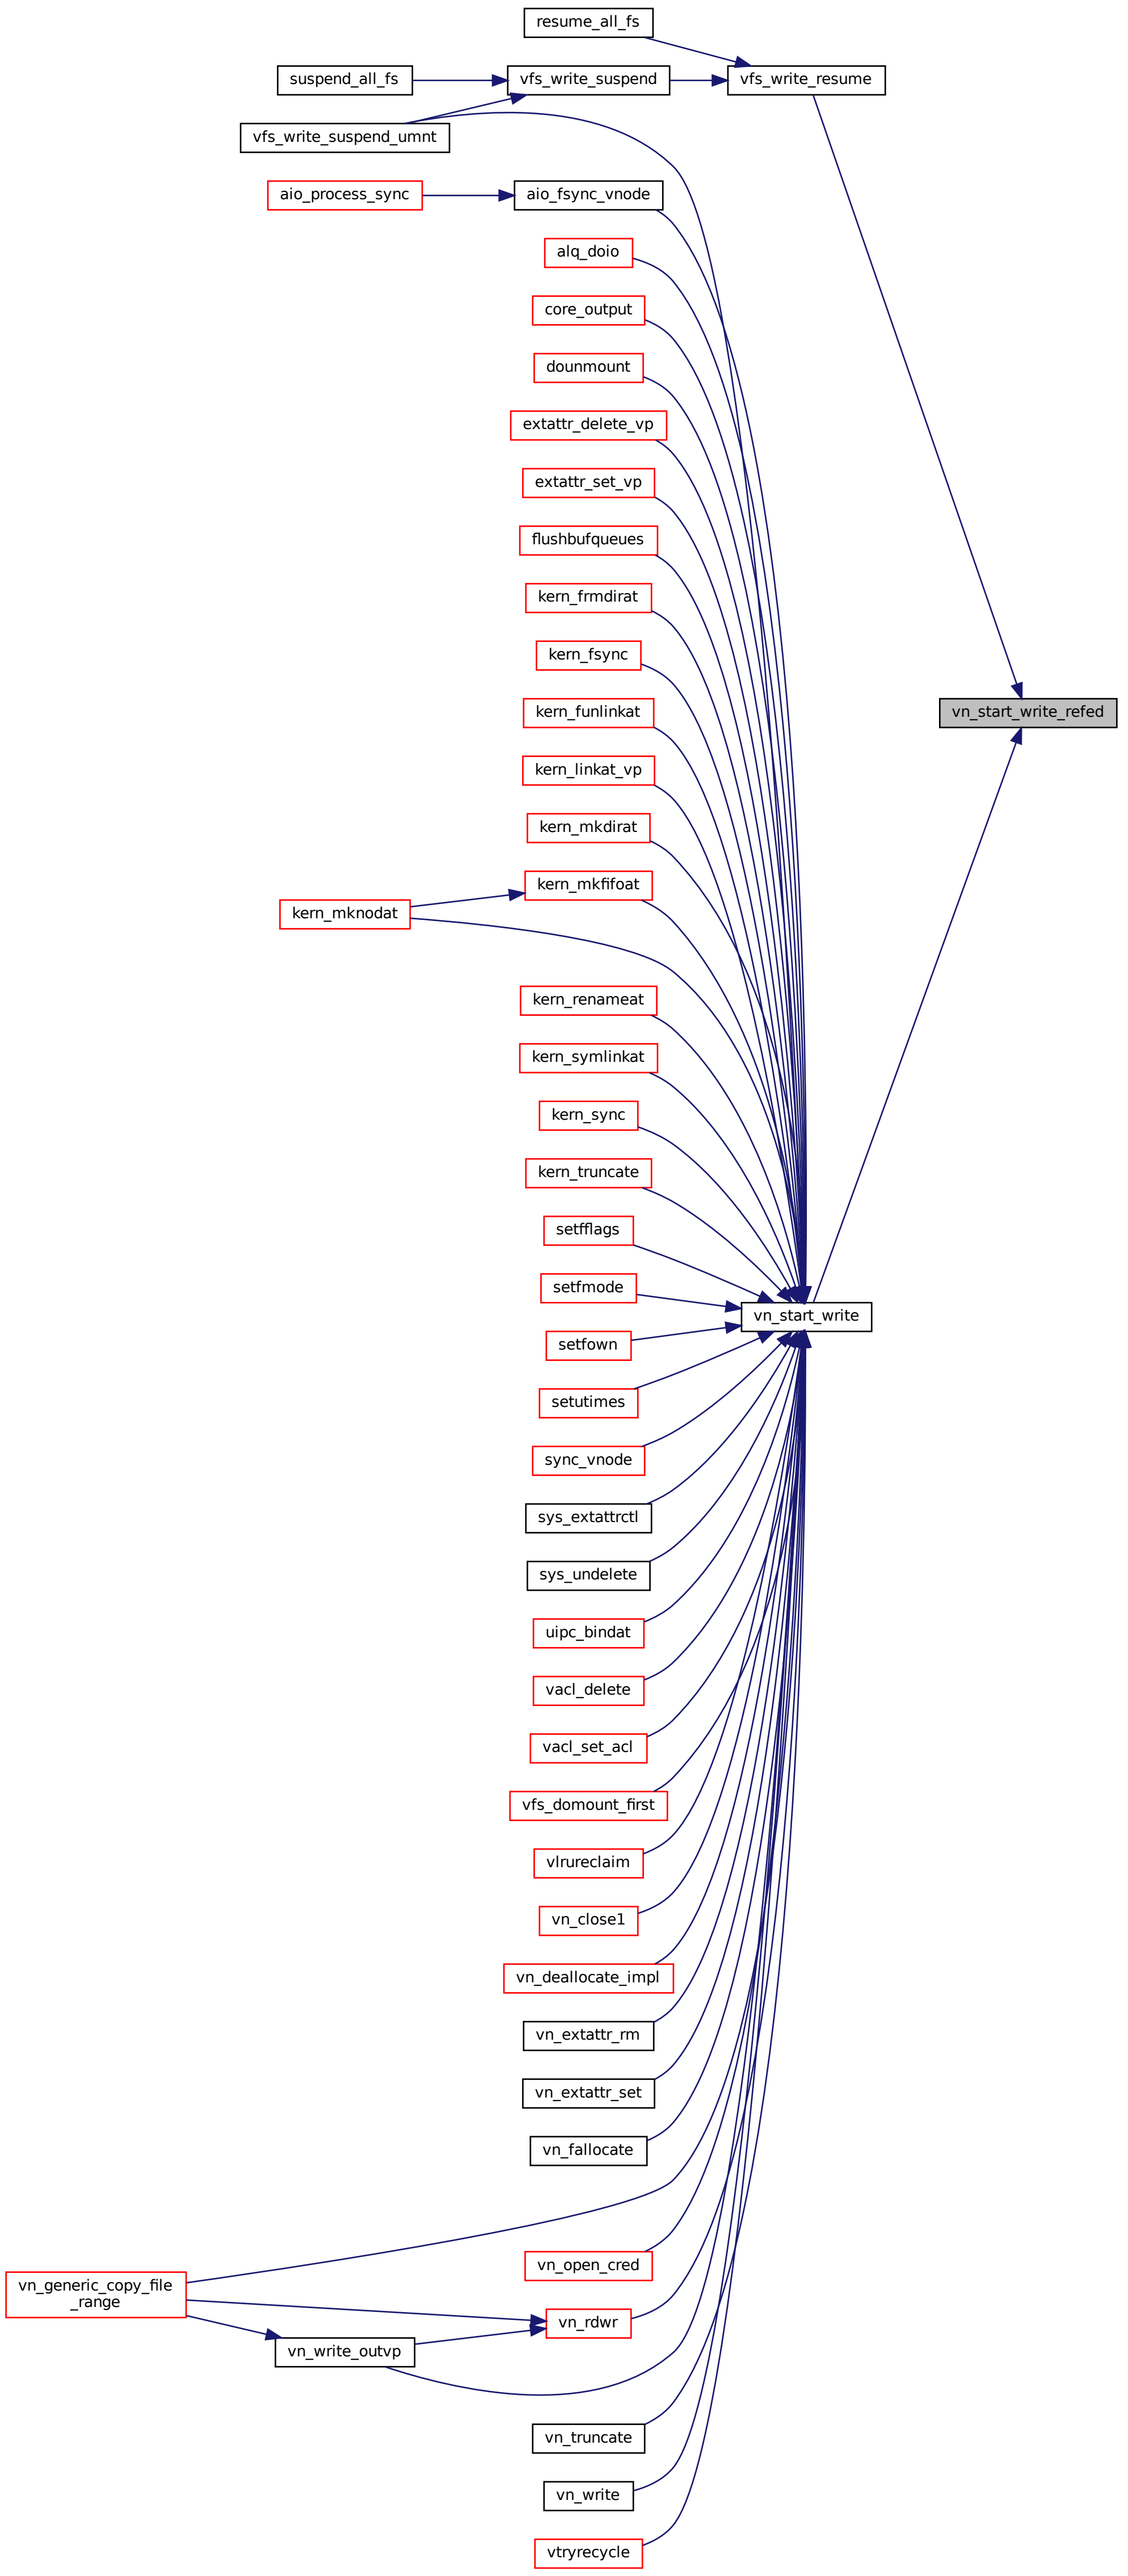 resume_all_fs
suspend_all_fs
vfs_write_suspend
vfs_write_resume
vfs_write_suspend_umnt
aio_process_sync
aio_fsync_vnode
alq_doio
core_output
dounmount
extattr_delete_vp
extattr_set_vp
flushbufqueues
kern_frmdirat
kern_fsync
kern_funlinkat
vn_start_write_refed
kern_linkat_vp
kern_mkdirat
kern_mkfifoat
kern_mknodat
kern_renameat
kern_symlinkat
kern_sync
kern_truncate
setfflags
setfmode
vn_start_write
setfown
setutimes
sync_vnode
sys_extattrctl
sys_undelete
uipc_bindat
vacl_delete
vacl_set_acl
vfs_domount_first
vlrureclaim
vn_close1
vn_deallocate_impl
vn_extattr_rm
vn_extattr_set
vn_fallocate
vn_open_cred
vn_generic_copy_file
_range
vn_rdwr
vn_write_outvp
vn_truncate
vn_write
vtryrecycle